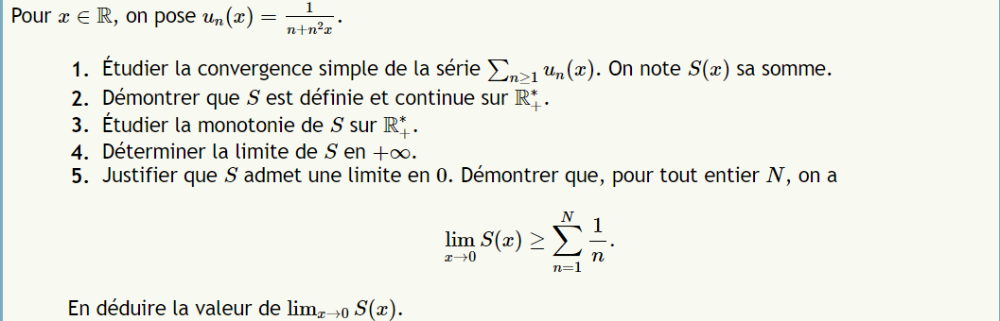 Pour $x \in \mathbb{R}$, on pose $u_n(x) = \frac{1}{n+n^2x}$.
1. Étudier la convergence simple de la série $\sum_{n\geq 1} u_n(x)$. On note $S(x)$ sa somme.
2. Démontrer que $S$ est définie et continue sur $\mathbb{R}_+^*$.
3. Étudier la monotonie de $S$ sur $\mathbb{R}_+^*$.
4. Déterminer la limite de $S$ en $+\infty$.
5. Justifier que $S$ admet une limite en $0$. Démontrer que, pour tout entier $N$, on a
$\lim_{x\to 0} S(x) \geq \sum_{n=1}^{N} \frac{1}{n}.$
En déduire la valeur de $\lim_{x\to 0} S(x)$.